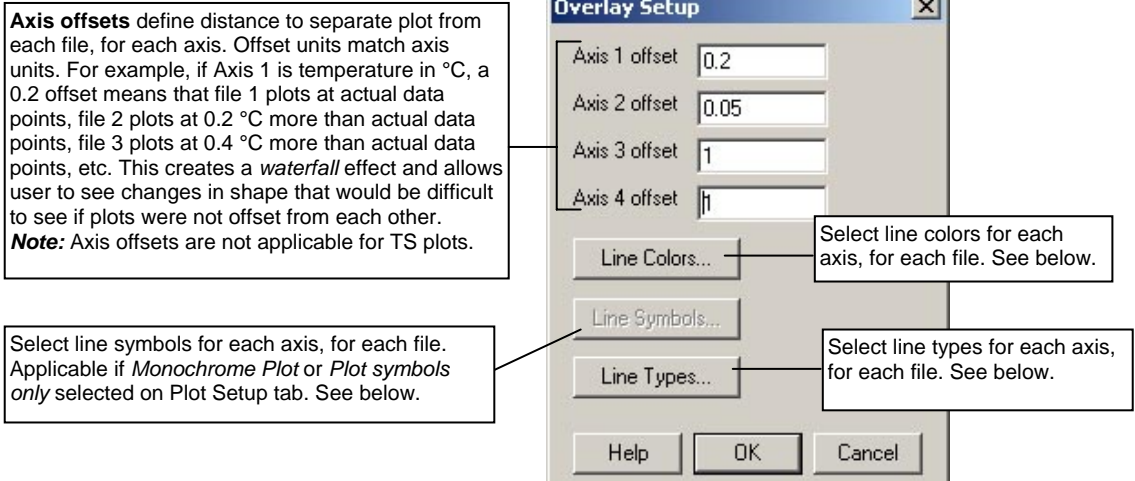 Axis offsets define distance to separate plot from
each file, for each axis. Offset units match axis
units. For example, if Axis 1 is temperature in °C, a
0.2 offset means that file 1 plots at actual data
points, file 2 plots at 0.2 °C more than actual data
points, file 3 plots at 0.4 °C more than actual data
points, etc. This creates a waterfall effect and allows
user to see changes in shape that would be difficult
to see if plots were not offset from each other.
Note: Axis offsets are not applicable for TS plots.
Select line symbols for each axis, for each file.
Applicable if Monochrome Plot or Plot symbols
only selected on Plot Setup tab. See below.
Overlay Setup
Axis 1 offset 0.2
Axis 2 offset 0.05
Axis 3 offset 1
Axis 4 offset 1
Line Colors...
Select line colors for each
axis, for each file. See below.
Line Symbols...
Line Types...
Select line types for each axis,
for each file. See below.
Help OK Cancel